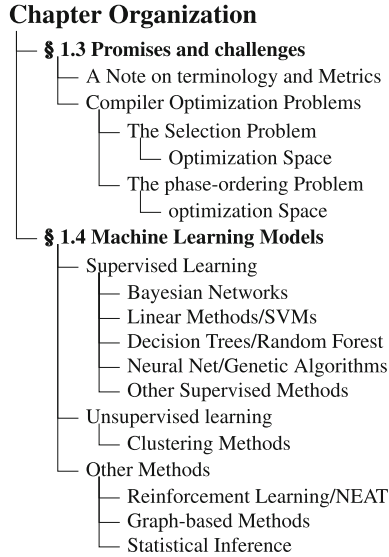 Chapter Organization
§ 1.3 Promises and challenges
A Note on terminology and Metrics
Compiler Optimization Problems
The Selection Problem
Optimization Space
The phase-ordering Problem
optimization Space
§ 1.4 Machine Learning Models
Supervised Learning
Bayesian Networks
Linear Methods/SVMs
Decision Trees/Random Forest
Neural Net/Genetic Algorithms
Other Supervised Methods
Unsupervised learning
Clustering Methods
Other Methods
Reinforcement Learning/NEAT
Graph-based Methods
Statistical Inference